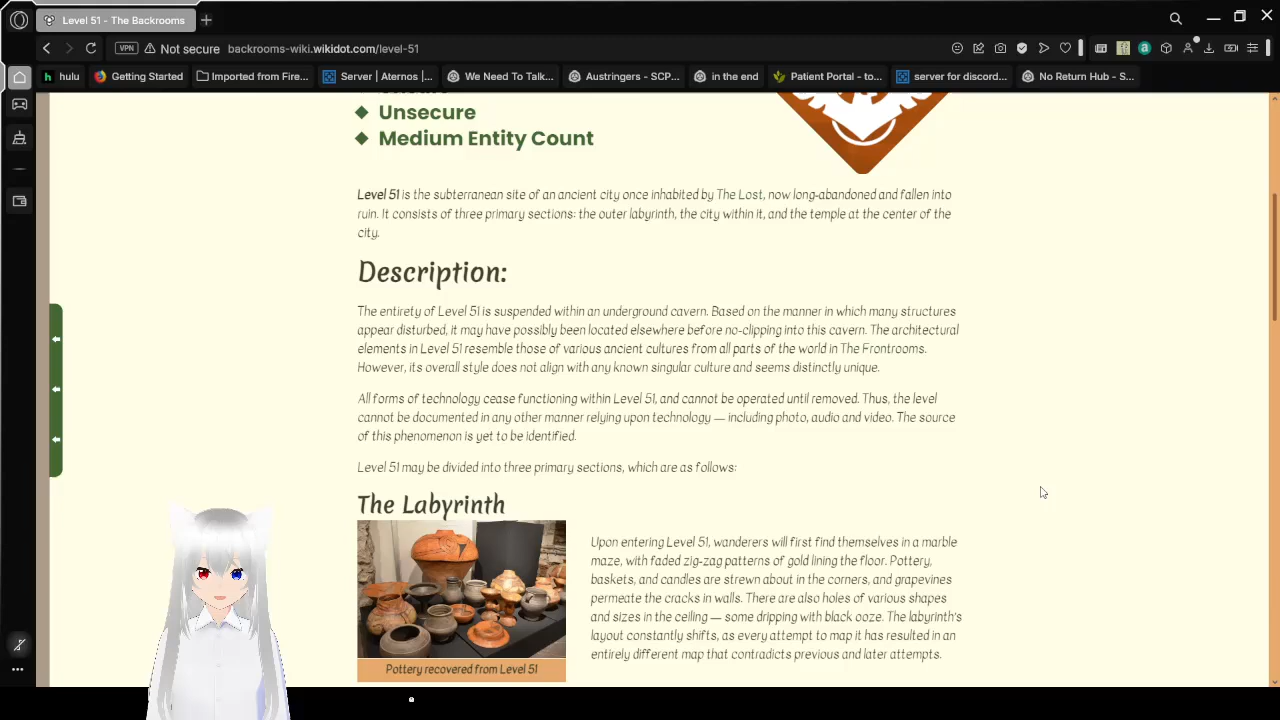 Level 51 - The Backrooms
VPN Not secure backrooms-wiki.wikidot.com/level-51
hulu Getting Started Imported from Fire... Server | Aternos |... We Need To Talk... Austringers - SCP... in the end Patient Portal - to... server for discord... No Return Hub - S...
Unsecure
Medium Entity Count
Level 51 is the subterranean site of an ancient city once inhabited by The Lost, now long-abandoned and fallen into
ruin. It consists of three primary sections: the outer labyrinth, the city within it, and the temple at the center of the
city.
Description:
The entirety of Level 51 is suspended within an underground cavern. Based on the manner in which many structures
appear disturbed, it may have possibly been located elsewhere before no-clipping into this cavern. The architectural
elements in Level 51 resemble those of various ancient cultures from all parts of the world in The Frontrooms.
However, its overall style does not align with any known singular culture and seems distinctly unique.
All forms of technology cease functioning within Level 51, and cannot be operated until removed. Thus, the level
cannot be documented in any other manner relying upon technology — including photo, audio and video. The source
of this phenomenon is yet to be identified.
Level 51 may be divided into three primary sections, which are as follows:
The Labyrinth
Upon entering Level 51, wanderers will first find themselves in a marble
maze, with faded zig-zag patterns of gold lining the floor. Pottery,
baskets, and candles are strewn about in the corners, and grapevines
permeate the cracks in walls. There are also holes of various shapes
and sizes in the ceiling — some dripping with black ooze. The labyrinth's
layout constantly shifts, as every attempt to map it has resulted in an
entirely different map that contradicts previous and later attempts.
Pottery recovered from Level 51